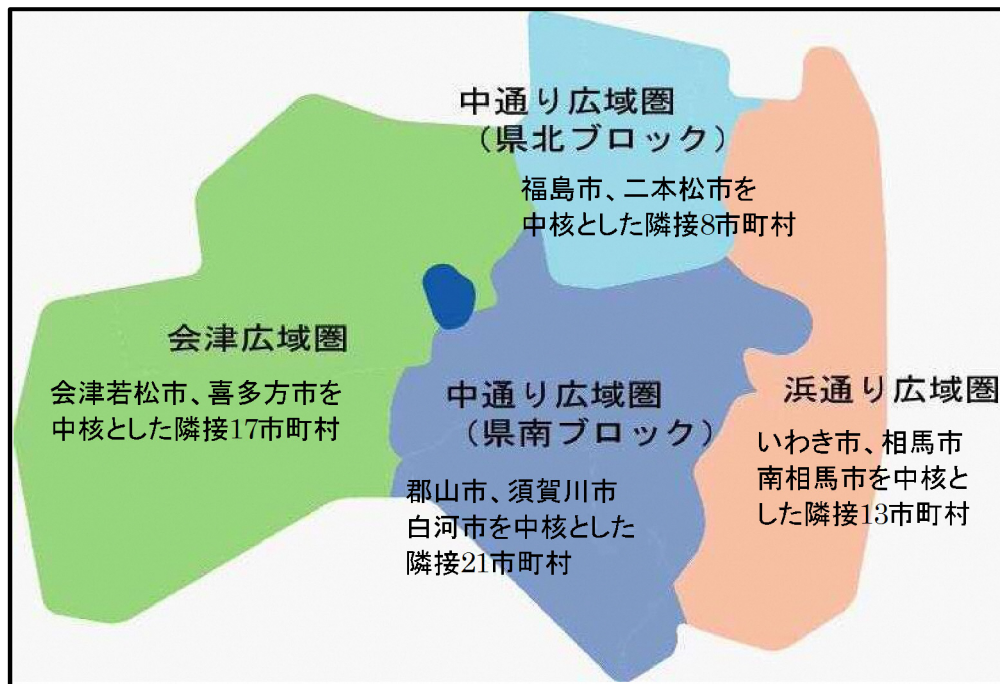 中通り広域圏
（県北ブロック）
福島市、二本松市を
中核とした隣接8市町村
会津広域圏
会津若松市、喜多方市を
中核とした隣接17市町村
中通り広域圏
（県南ブロック）
郡山市、須賀川市
白河市を中核とした
隣接21市町村
浜通り広域圏
いわき市、相馬市
南相馬市を中核と
した隣接13市町村